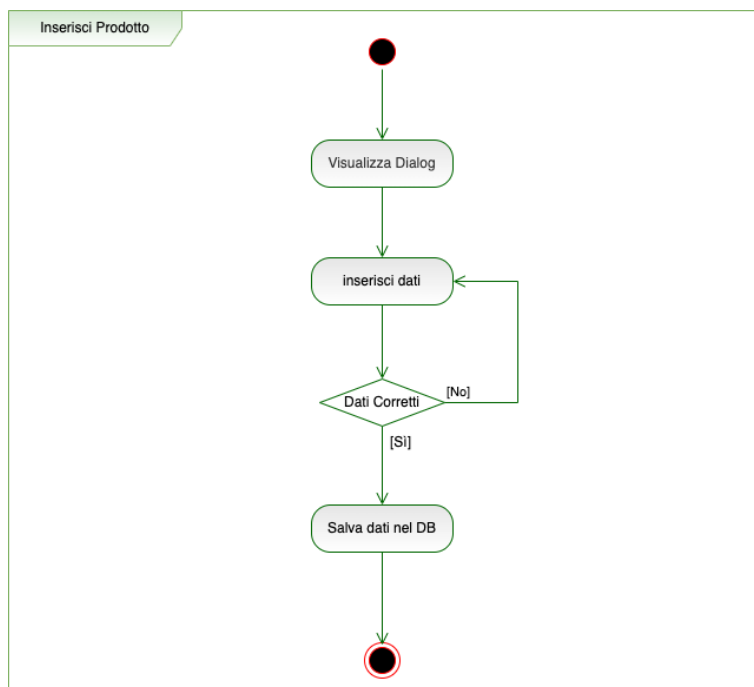 Inserisci Prodotto
Visualizza Dialog
inserisci dati
Dati Corretti
[No]
[Sì]
Salva dati nel DB